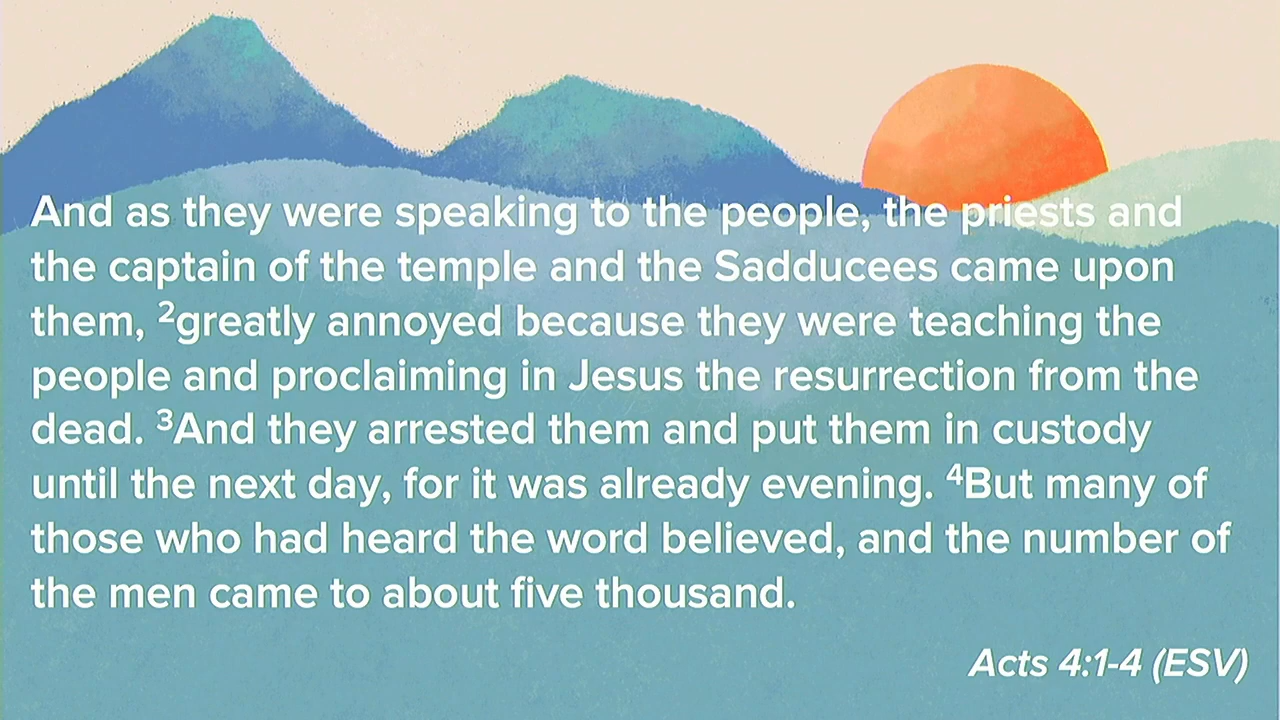 And as they were speaking to the people, the priests and
the captain of the temple and the Sadducees came upon
them, ²greatly annoyed because they were teaching the
people and proclaiming in Jesus the resurrection from the
dead. ³And they arrested them and put them in custody
until the next day, for it was already evening. ⁴But many of
those who had heard the word believed, and the number of
the men came to about five thousand.
Acts 4:1-4 (ESV)